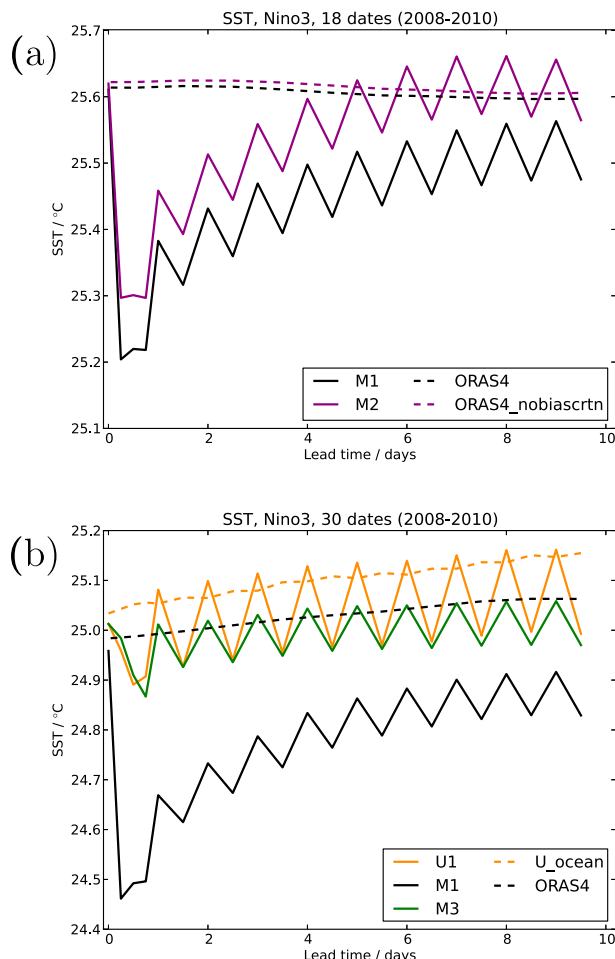 SST, Nino3, 18 dates (2008-2010)
(a)
25.7
25.6
25.5
25.4
25.3
25.2
25.1
SST / °C
M1
M2
ORAS4
ORAS4_nobiascrtn
0 2 4 6 8 10
Lead time / days
SST, Nino3, 30 dates (2008-2010)
(b)
25.2
25.1
25.0
24.9
24.8
24.7
24.6
24.5
24.4
SST / °C
U1
M1
M3
U_ocean
ORAS4
0 2 4 6 8 10
Lead time / days